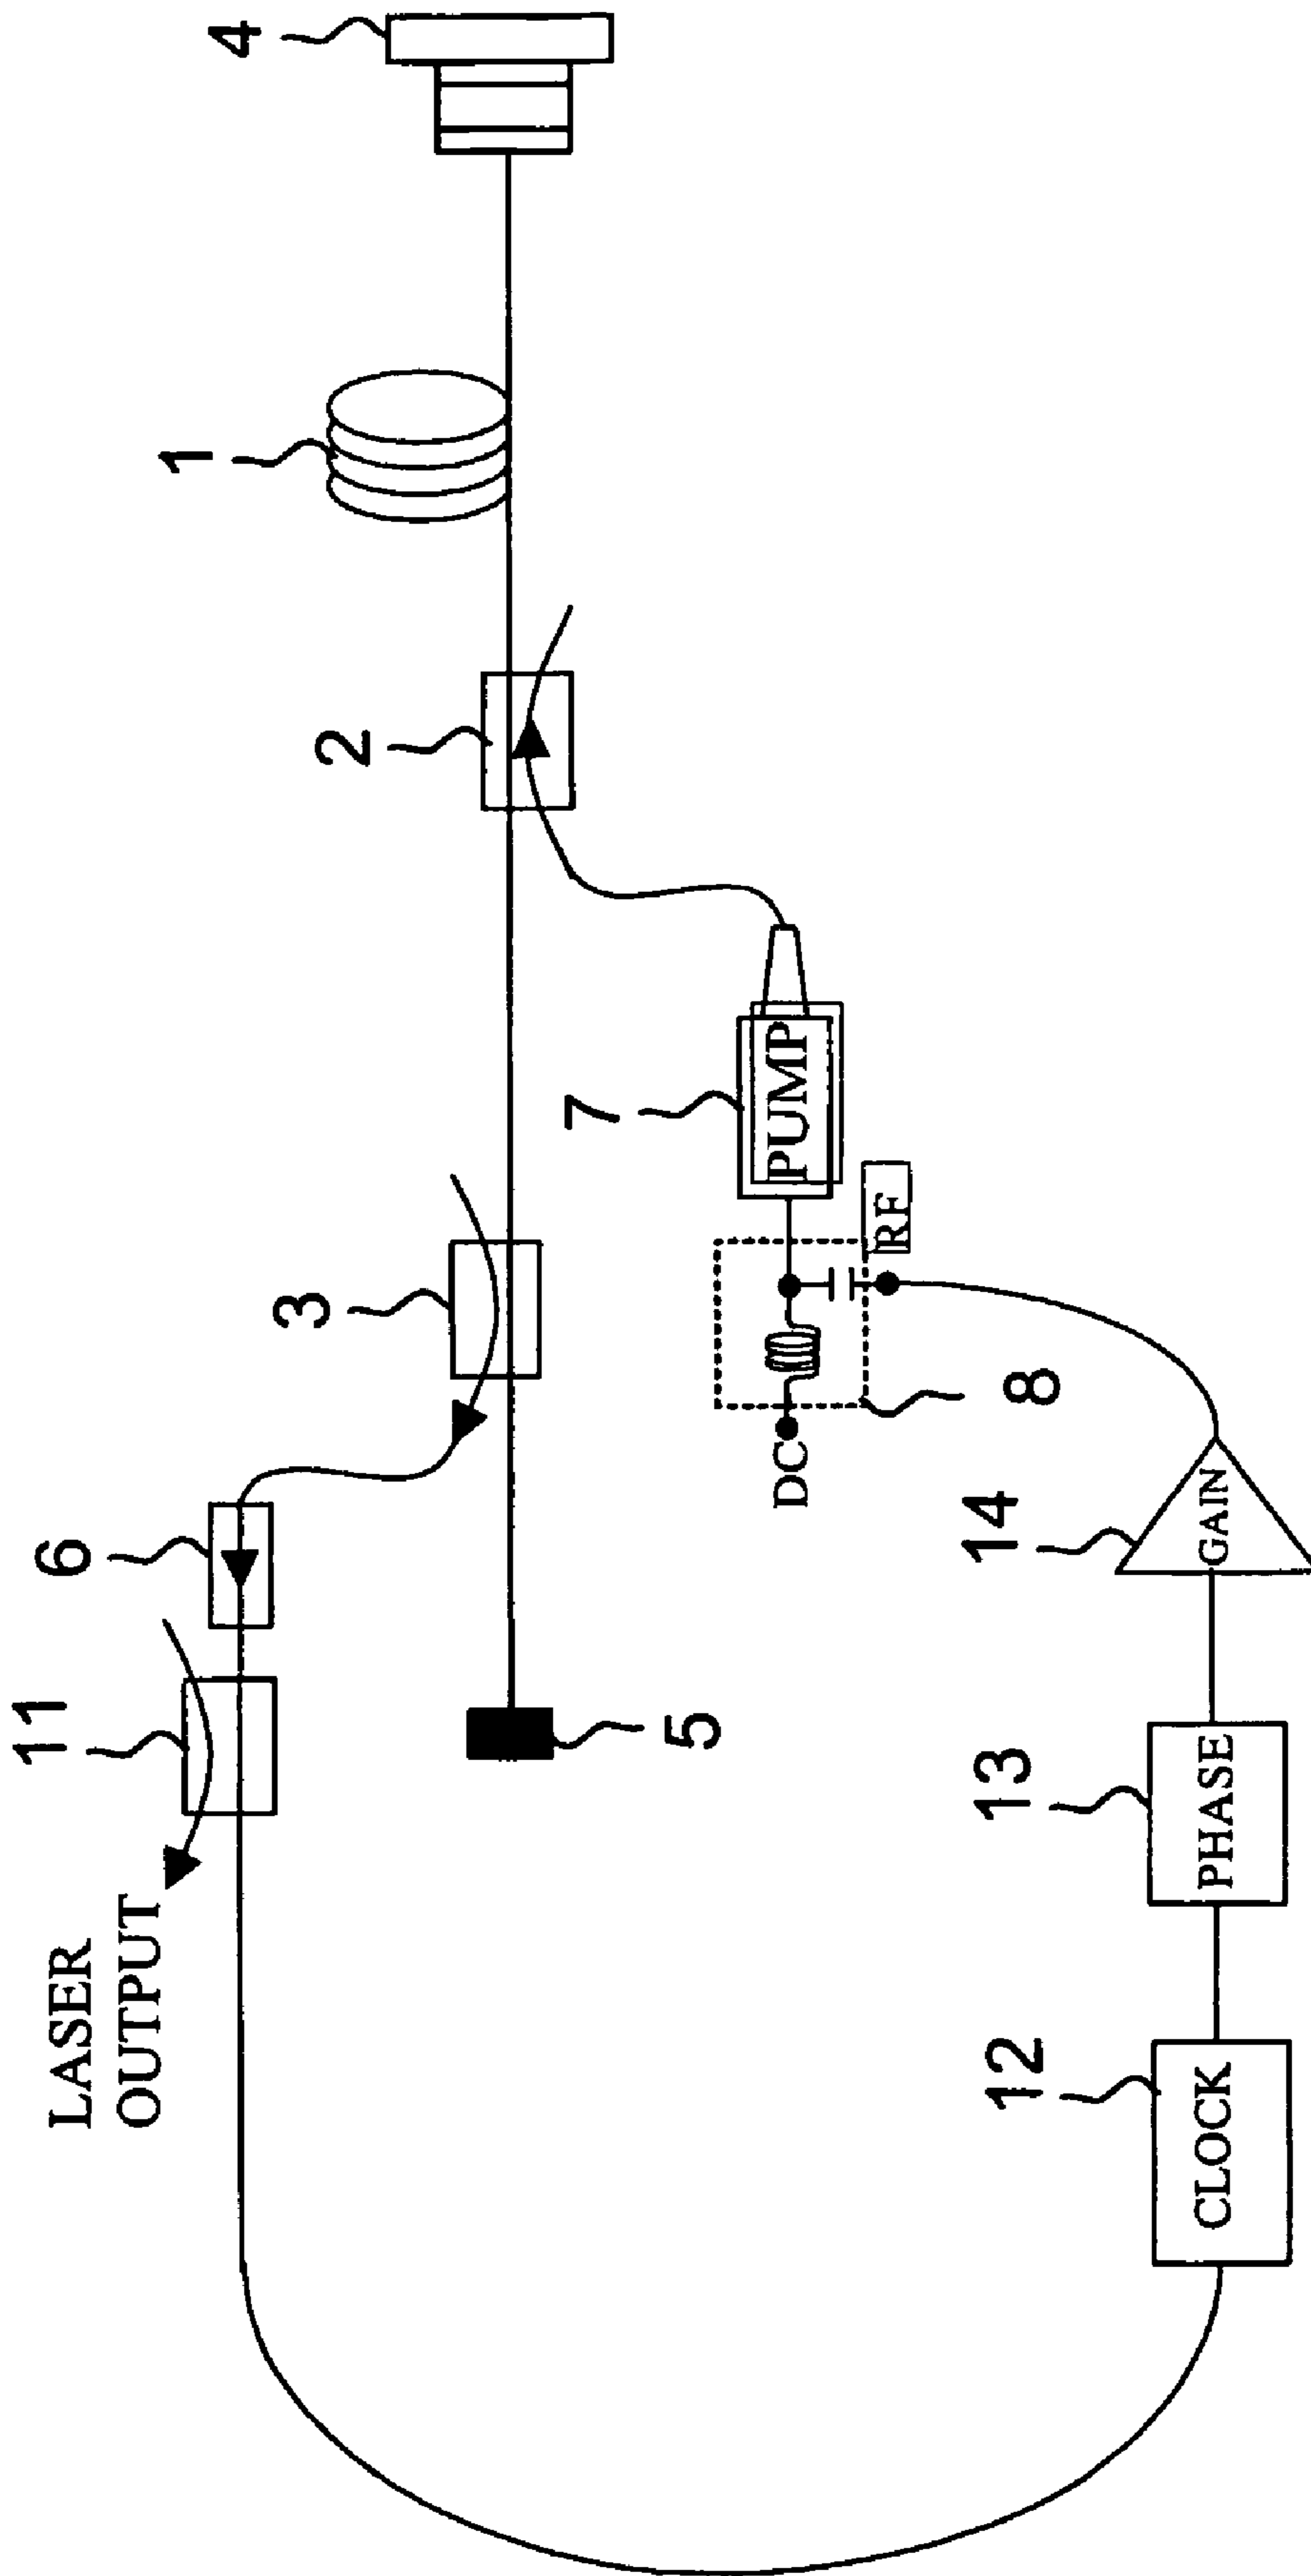 4
1
2
3
6
11
5
LASER
OUTPUT
7
PUMP
RF
DC
8
14
GAIN
13
PHASE
12
CLOCK